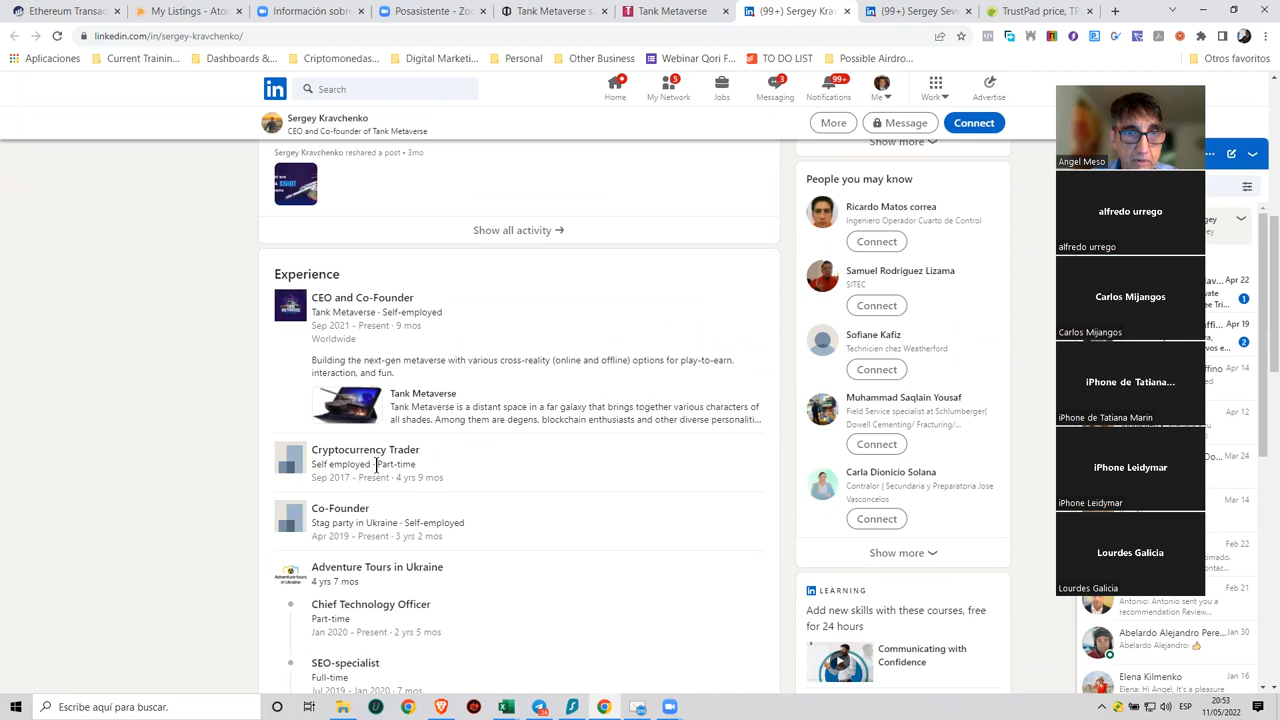 Ethereum Transac
My Listings - Aton
Información sobre
Posasistente - Zo
Tank Metaverse s
Tank Metaverse
(99+) Sergey Krav
(99+) Sergey Se
TrustPad, price, TP
linkedin.com/in/sergey-kravchenko/
Aplicaciones
Current Trainin...
Dashboards &...
Criptomonedas...
Digital Marketi...
Personal
Other Business
Webinar Qori F...
TO DO LIST
Possible Airdro...
Otros favoritos
Search
Home
My Network
5
Jobs
Messaging
3
Notifications
99+
Me
Work
Advertise
Sergey Kravchenko
CEO and Co-founder of Tank Metaverse
More
Message
Connect
Sergey Kravchenko reshared a post • 3mo
Show all activity →
Experience
CEO and Co-Founder
Tank Metaverse · Self-employed
Sep 2021 - Present · 9 mos
Worldwide
Building the next-gen metaverse with various cross-reality (online and offline) options for play-to-earn,
interaction, and fun.
Tank Metaverse
Tank Metaverse is a distant space in a far galaxy that brings together various characters of
all sides. Among them are degens, blockchain enthusiasts and other diverse personaliti...
Cryptocurrency Trader
Self employed · Part-time
Sep 2017 - Present · 4 yrs 9 mos
Co-Founder
Stag party in Ukraine · Self-employed
Apr 2019 - Present · 3 yrs 2 mos
Adventure Tours in Ukraine
4 yrs 7 mos
Chief Technology Officer
Part-time
Jan 2020 - Present · 2 yrs 5 mos
SEO-specialist
Full-time
Jul 2019 - Jan 2020 · 7 mos
Show more
People you may know
Ricardo Matos correa
Ingeniero Operador Cuarto de Control
Connect
Samuel Rodriguez Lizama
SITEC
Connect
Sofiane Kafiz
Technicien chez Weatherford
Connect
Muhammad Saqlain Yousaf
Field Service specialist at Schlumberger(
Dowell Cementing/ Fracturing/...
Connect
Carla Dionicio Solana
Contralor | Secundaria y Preparatoria Jose
Vasconcelos
Connect
Show more
LEARNING
Add new skills with these courses, free
for 24 hours
Communicating with
Confidence
Angel Meso
alfredo urrego
alfredo urrego
Carlos Mijangos
Carlos Mijangos
iPhone de Tatiana...
iPhone de Tatiana Marin
iPhone Leidymar
iPhone Leidymar
Lourdes Galicia
Lourdes Galicia
Apr 22
1
Apr 19
2
Apr 14
Apr 12
Mar 24
Mar 14
Feb 22
Feb 21
Antonio: Antonio sent you a
recommendation Review...
Abelardo Alejandro Pere...
Jan 30
Abelardo Alejandro:
Elena Kilmenko
Jan 16
Elena: Hi Angel, It's a pleasure
Escribe aquí para buscar.
ESP
20:53
11/05/2022